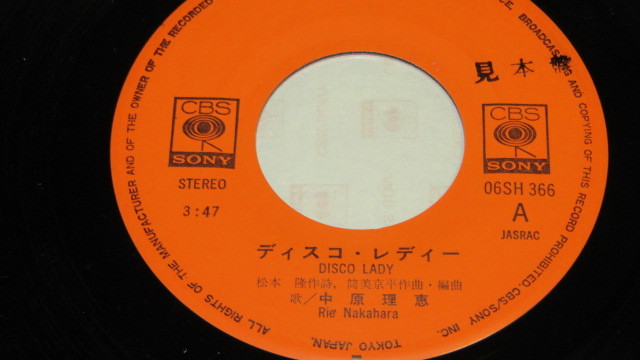 見本盤
CBS
SONY
CBS
SONY
STEREO
3:47
06SH 366
A
JASRAC
ディスコ・レディー
DISCO LADY
松本 隆作詩, 筒美京平作曲・編曲
歌/中原理恵
Rie Nakahara
ALL RIGHTS OF THE MANUFACTURER AND OF THE OWNER OF THE RECORDED
CE, BROADCASTING AND COPYING OF THIS RECORD PROHIBITED. CBS/SONY INC.
TOKYO JAPAN.